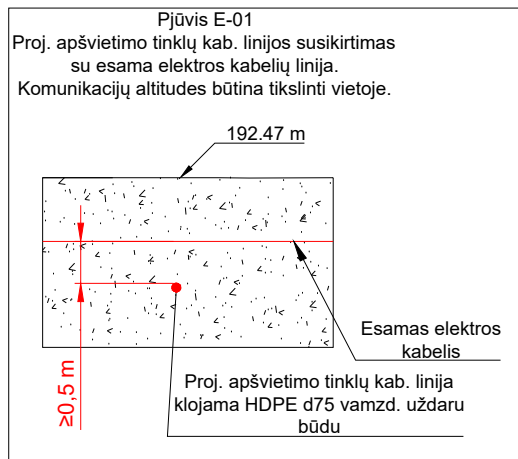 Pjūvis E-01
Proj. apšvietimo tinklų kab. linijos susikirtimas
su esama elektros kabelių linija.
Komunikacijų altitudes būtina tikslinti vietoje.
192.47 m
Esamas elektros
kabelis
≥0,5 m
Proj. apšvietimo tinklų kab. linija
klojama HDPE d75 vamzd. uždaru
būdu